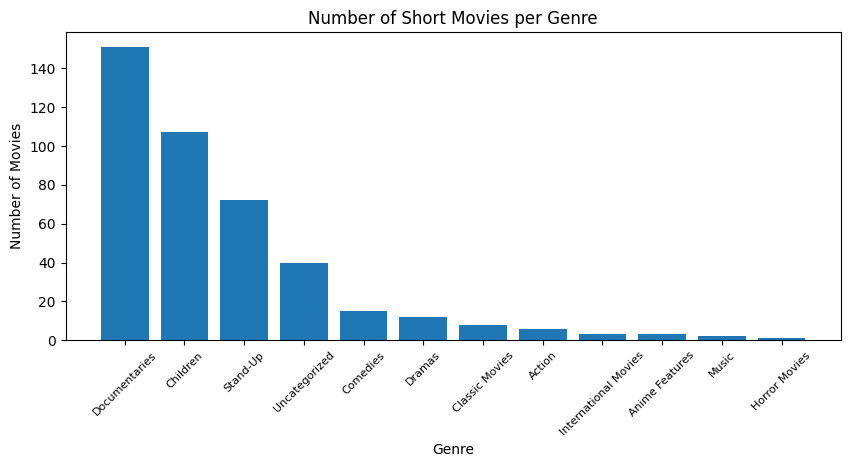 Number of Short Movies per Genre
Number of Movies
140
120
100
80
60
40
20
0
Documentaries
Children
Stand-Up
Uncategorized
Comedies
Dramas
Classic Movies
Action
International Movies
Anime Features
Music
Horror Movies
Genre